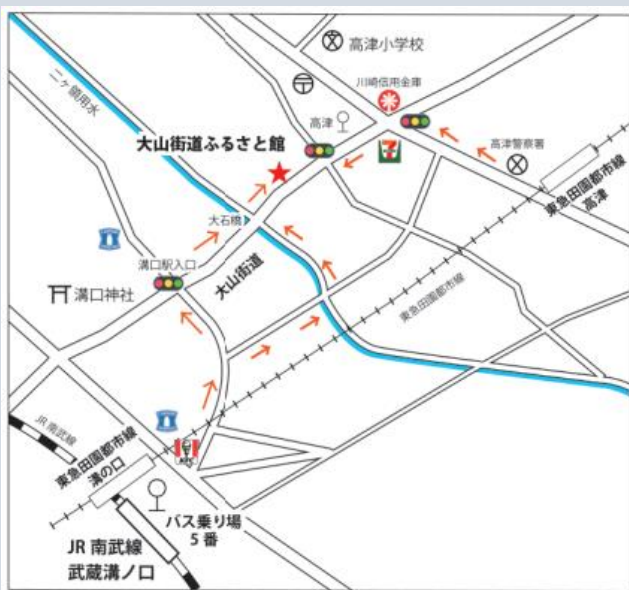 高津小学校
川崎信用金庫
二ヶ領用水
高津
大山街道ふるさと館
7
高津警察署
東急田園都市線
高津
大石橋
溝口駅入口
大山街道
溝口神社
東急田園都市線
JR 南武線
東急田園都市線
溝の口
KFC
バス乗り場
5 番
JR 南武線
武蔵溝ノ口